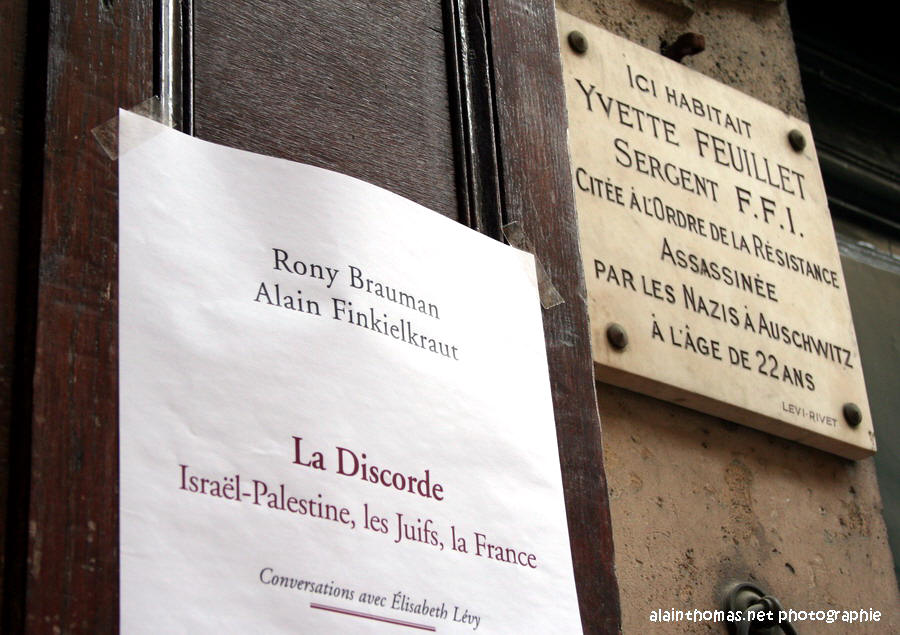 Rony Brauman
Alain Finkielkraut
La Discorde
Israël-Palestine, les Juifs, la France
Conversations avec Élisabeth Lévy
ICI HABITAIT
YVETTE FEUILLET
SERGENT F.F.I.
CITÉE À L'ORDRE DE LA RÉSISTANCE
ASSASSINÉE
PAR LES NAZIS À AUSCHWITZ
À L'ÂGE DE 22 ANS
LEVI-RIVET
alainthomas.net photographie